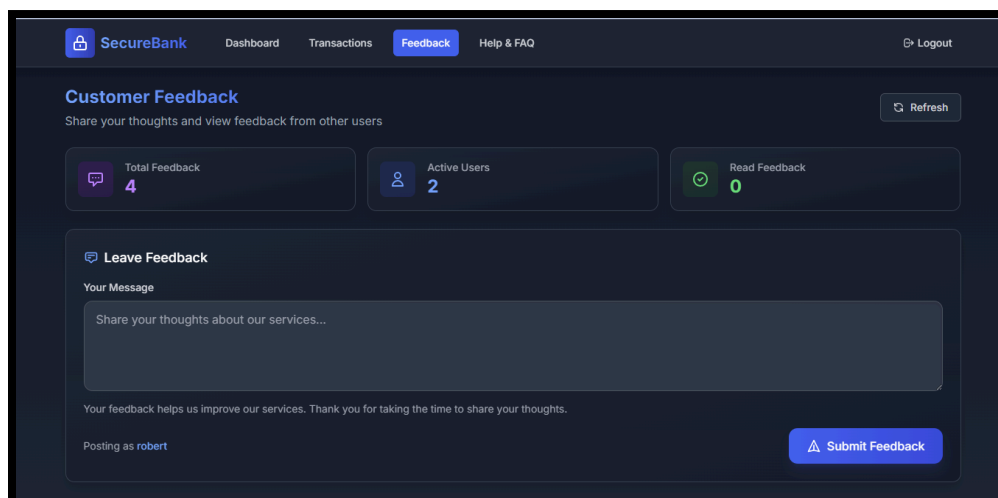 SecureBank Dashboard Transactions Feedback Help & FAQ Logout
Customer Feedback
Share your thoughts and view feedback from other users
Refresh
Total Feedback
4
Active Users
2
Read Feedback
0
Leave Feedback
Your Message
Share your thoughts about our services...
Your feedback helps us improve our services. Thank you for taking the time to share your thoughts.
Posting as robert
Submit Feedback